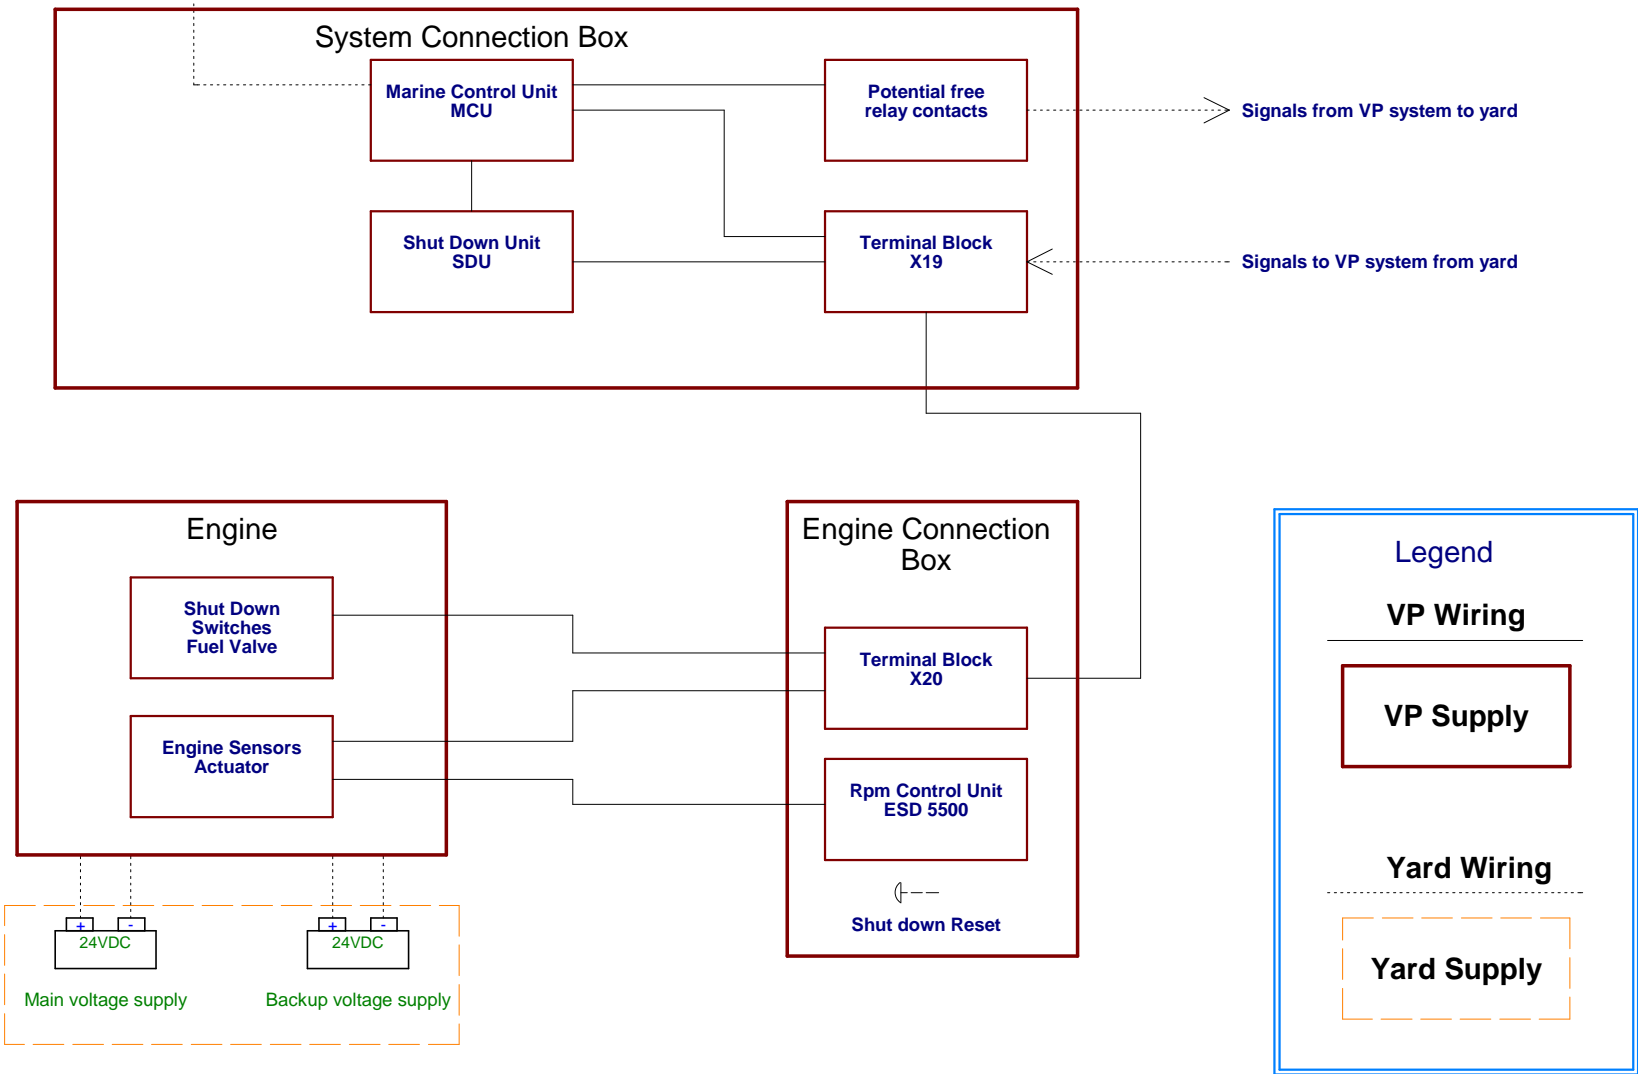 System Connection Box
Marine Control Unit
MCU
Potential free
relay contacts
Signals from VP system to yard
Shut Down Unit
SDU
Terminal Block
X19
Signals to VP system from yard
Engine
Shut Down
Switches
Fuel Valve
Engine Sensors
Actuator
Engine Connection
Box
Terminal Block
X20
Rpm Control Unit
ESD 5500
Shut down Reset
+ -
24VDC
Main voltage supply
+ -
24VDC
Backup voltage supply
Legend
VP Wiring
VP Supply
Yard Wiring
Yard Supply